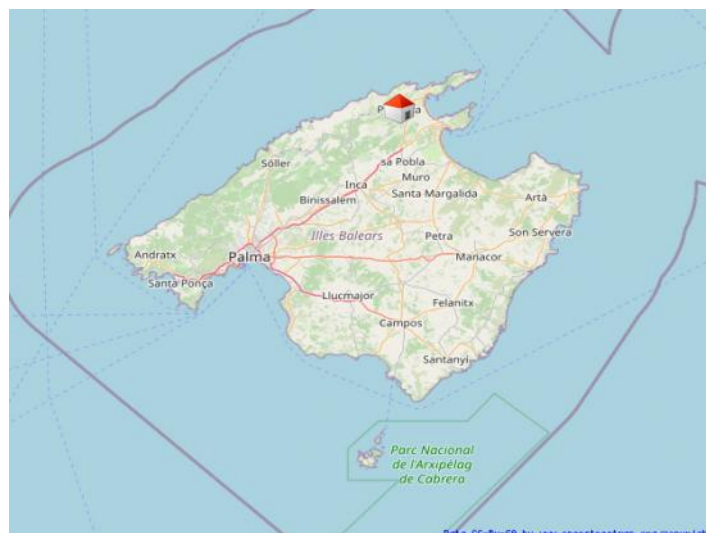 sa Pobla
Sóller
Muro
Inca
Santa Margalida
Artà
Binissalem
Illes Balears
Petra
Son Servera
Andratx
Palma
Manacor
Santa Ponça
Llucmajor
Felanitx
Campos
Santanyí
Parc Nacional
de l'Arxipèlag
de Cabrera